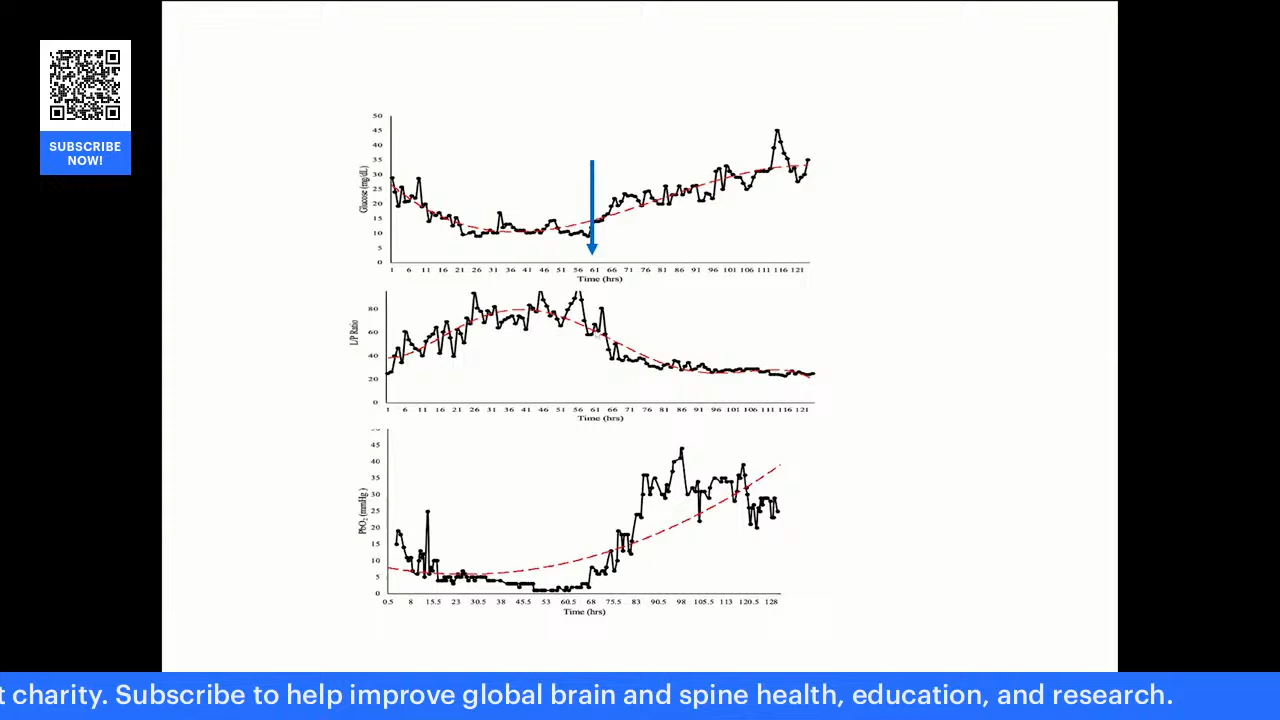 SUBSCRIBE
NOW!
50
45
40
35
30
25
20
15
10
5
0
Glucose (mg/dL)
1 6 11 16 21 26 31 36 41 46 51 56 61 66 71 76 81 86 91 96 101 106 111 116 121
Time (hrs)
80
60
40
20
0
L/P Ratio
1 6 11 16 21 26 31 36 41 46 51 56 61 66 71 76 81 86 91 96 101 106 111 116 121
Time (hrs)
45
40
35
30
25
20
15
10
5
0
PbO₂ (mmHg)
0.5 8 15.5 23 30.5 38 45.5 53 60.5 68 75.5 83 90.5 98 105.5 113 120.5 128
Time (hrs)
t charity. Subscribe to help improve global brain and spine health, education, and research.